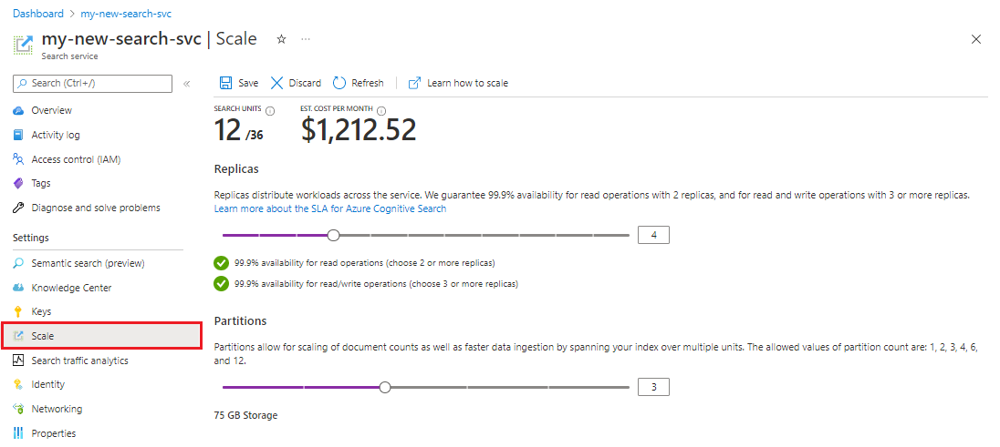 Dashboard > my-new-search-svc
my-new-search-svc | Scale
Search service
Search (Ctrl+/)
Overview
Activity log
Access control (IAM)
Tags
Diagnose and solve problems
Settings
Semantic search (preview)
Knowledge Center
Keys
Scale
Search traffic analytics
Identity
Networking
Properties
Save Discard Refresh Learn how to scale
SEARCH UNITS EST. COST PER MONTH
12 /36 $1,212.52
Replicas
Replicas distribute workloads across the service. We guarantee 99.9% availability for read operations with 2 replicas, and for read and write operations with 3 or more replicas.
Learn more about the SLA for Azure Cognitive Search
4
99.9% availability for read operations (choose 2 or more replicas)
99.9% availability for read/write operations (choose 3 or more replicas)
Partitions
Partitions allow for scaling of document counts as well as faster data ingestion by spanning your index over multiple units. The allowed values of partition count are: 1, 2, 3, 4, 6,
and 12.
3
75 GB Storage